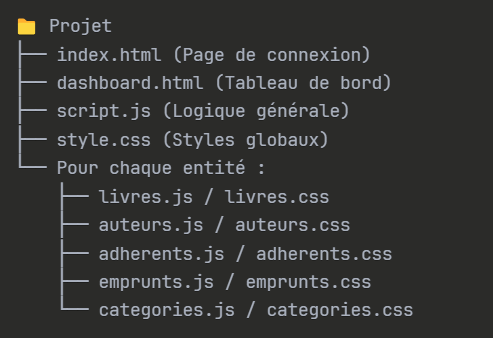 📁 Projet
├── index.html (Page de connexion)
├── dashboard.html (Tableau de bord)
├── script.js (Logique générale)
├── style.css (Styles globaux)
└── Pour chaque entité :
    ├── livres.js / livres.css
    ├── auteurs.js / auteurs.css
    ├── adherents.js / adherents.css
    ├── emprunts.js / emprunts.css
    └── categories.js / categories.css